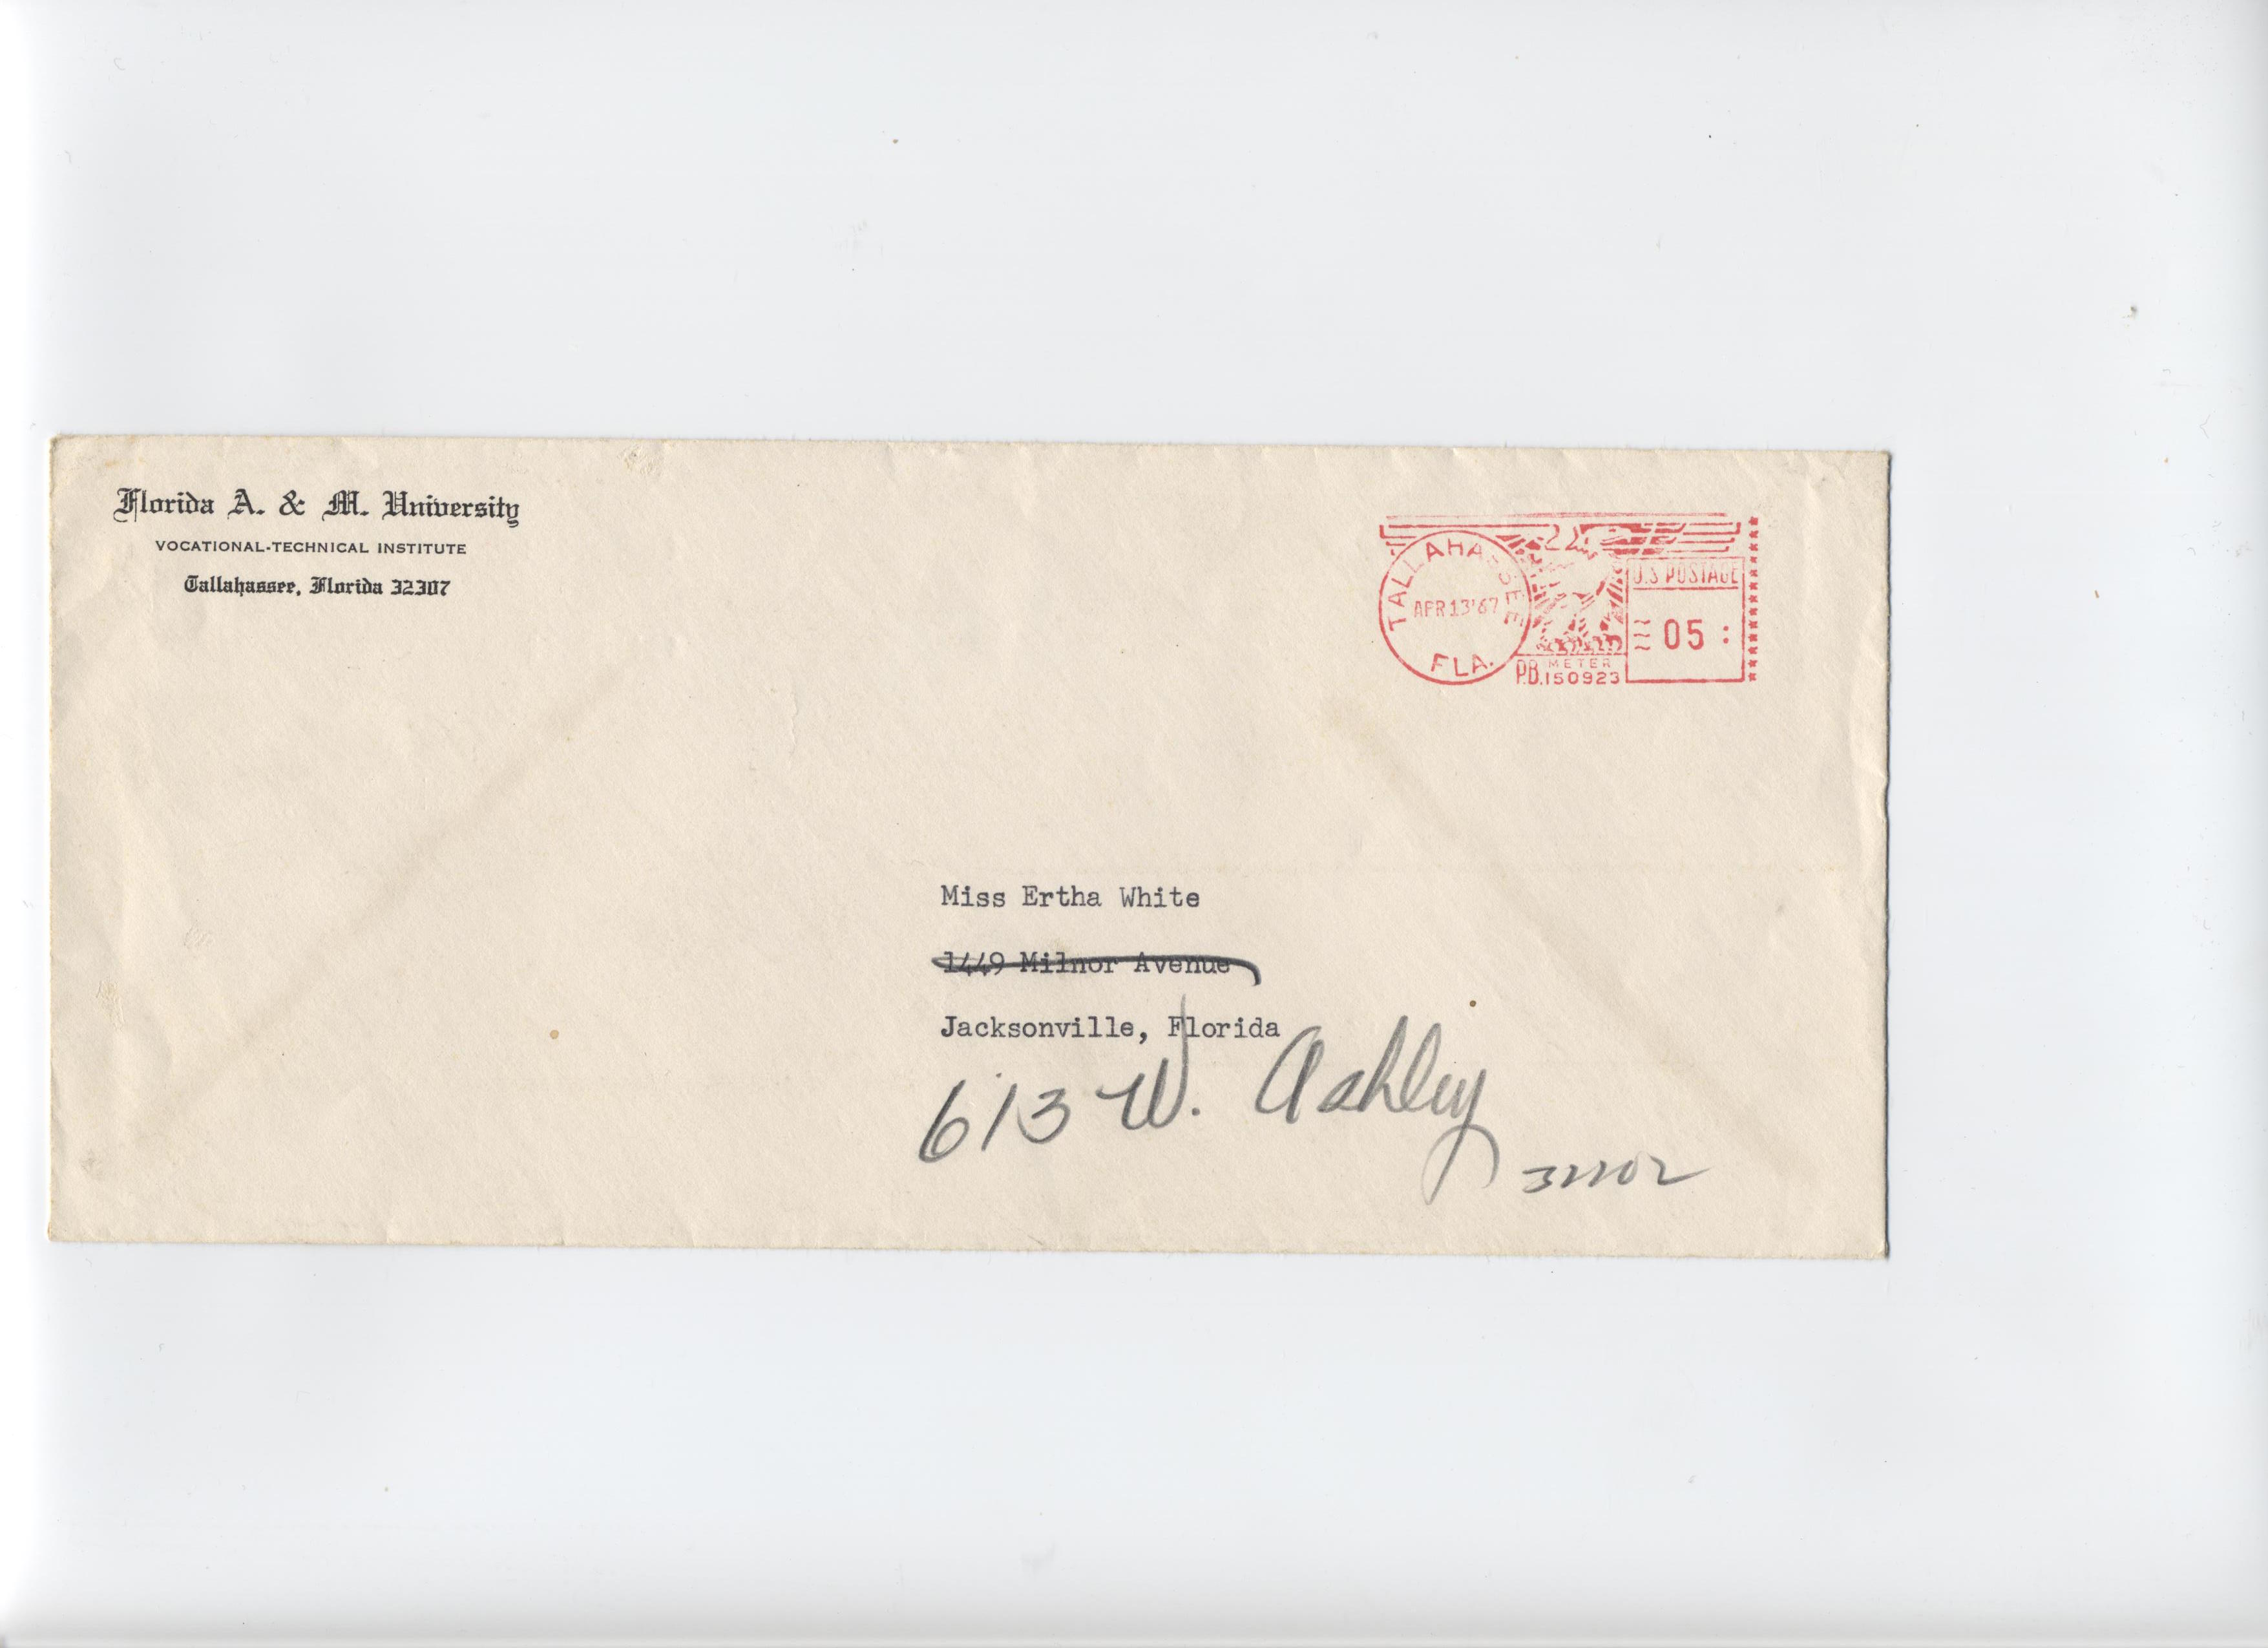 Florida A. & M. University
VOCATIONAL-TECHNICAL INSTITUTE
Tallahassee, Florida 32307
TALLAHASSEE
APR 13 '67
FLA.
P.B. METER
150923
U.S. POSTAGE
05
Miss Ertha White
1449 Milnor Avenue
Jacksonville, Florida
613 W. Ashley
32202